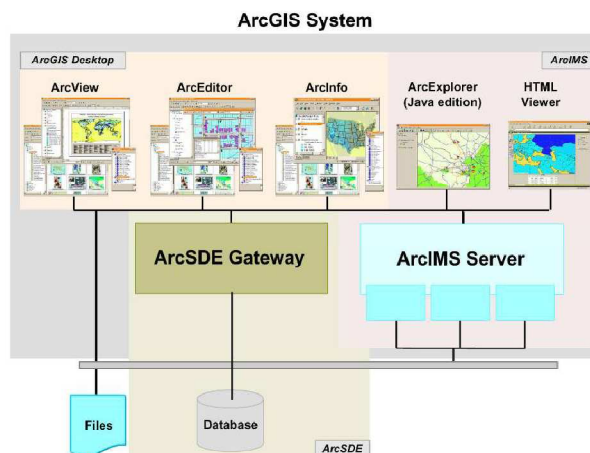 ArcGIS System
ArcGIS Desktop
ArcIMS
ArcView
ArcEditor
ArcInfo
ArcExplorer
(Java edition)
HTML
Viewer
ArcSDE Gateway
ArcIMS Server
Files
Database
ArcSDE